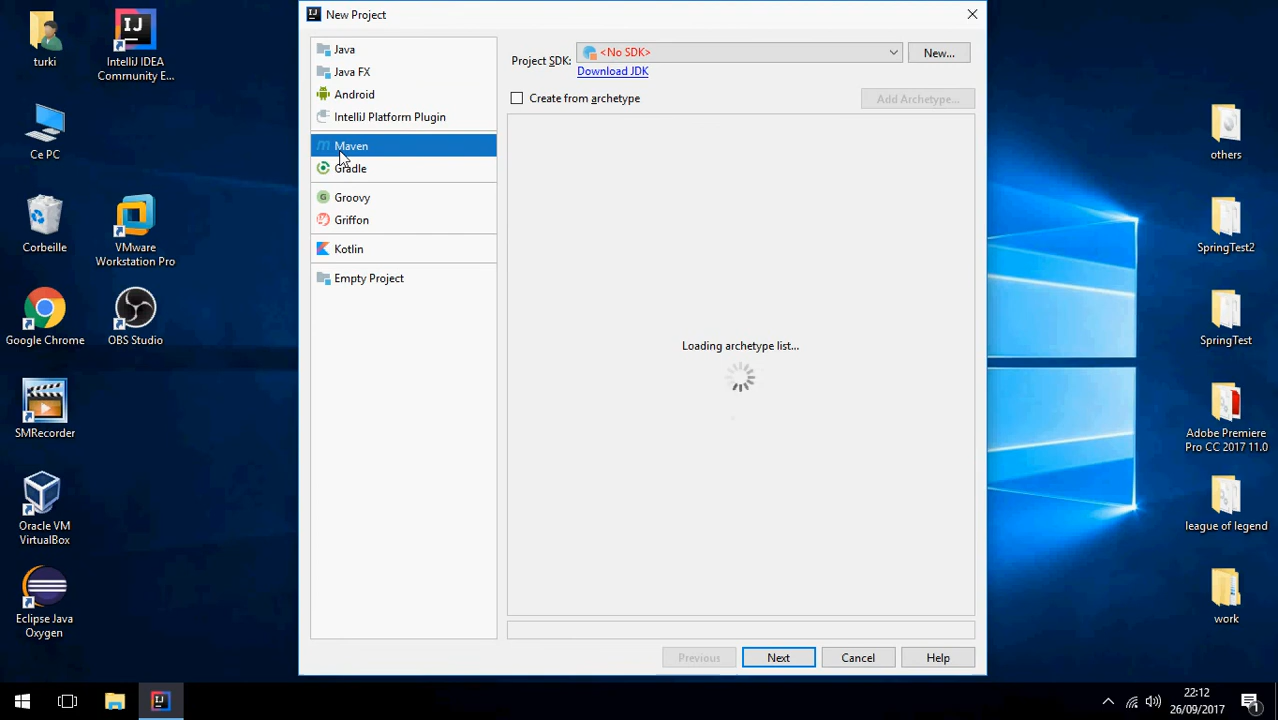 New Project
turki
IntelliJ IDEA
Community E...
Ce PC
Corbeille
VMware
Workstation Pro
Google Chrome
OBS Studio
SMRecorder
Oracle VM
VirtualBox
Eclipse Java
Oxygen
Java
Java FX
Android
IntelliJ Platform Plugin
Maven
Gradle
Groovy
Griffon
Kotlin
Empty Project
Project SDK:
<No SDK>
New...
Download JDK
Create from archetype
Add Archetype...
Loading archetype list...
Previous
Next
Cancel
Help
others
SpringTest2
SpringTest
Adobe Premiere
Pro CC 2017 11.0
league of legend
work
22:12
26/09/2017
1